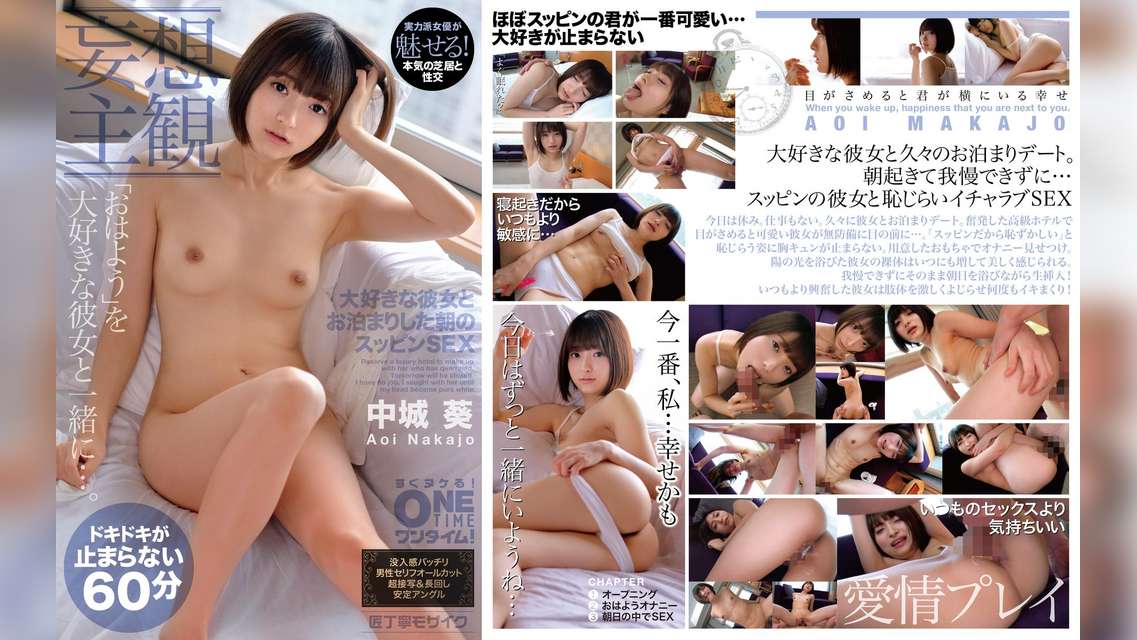 妄想
主観
実力派女優が
魅せる!
本気の芝居と
性交
「おはよう」を
大好きな彼女と一緒に…。
大好きな彼女と
お泊まりした朝の
スッピンSEX
Reserve a luxury hotel to make up
with her who has quarreled.
Tomorrow will be closed.
中城 葵
Aoi Nakajo
すぐヌケる!
ONE
TIME
ワンタイム!
ドキドキが
止まらない
60分
没入感バッチリ
男性セリフオールカット
超接写&長回し
安定アングル
匠丁寧モザイク
ほぼスッピンの君が一番可愛い…
大好きが止まらない
よく眠れた?
寝起きだから
いつもより
敏感に…
目がさめると君が横にいる幸せ
When you wake up, happiness that you are next to you.
AOI MAKAJO
大好きな彼女と久々のお泊まりデート。
朝起きて我慢できずに…
スッピンの彼女と恥じらいイチャラブSEX
今日は休み。仕事もない。久々に彼女とお泊まりデート。奮発した高級ホテルで
目がさめると可愛い彼女が無防備に目の前に…。「スッピンだから恥ずかしい」と
恥じらう姿に胸キュンが止まらない。用意したおもちゃでオナニー見せつけ。
陽の光を浴びた彼女の裸体はいつにも増して美しく感じられる。
我慢できずにそのまま朝日を浴びながら生挿入!
いつもより興奮した彼女は肢体を激しくよじらせ何度もイキまくり!
今一番、私…幸せかも
今日はずっと一緒にいようね…
CHAPTER
1 オープニング
2 おはようオナニー
3 朝日の中でSEX
いつものセックスより
気持ちいい
愛情プレイ